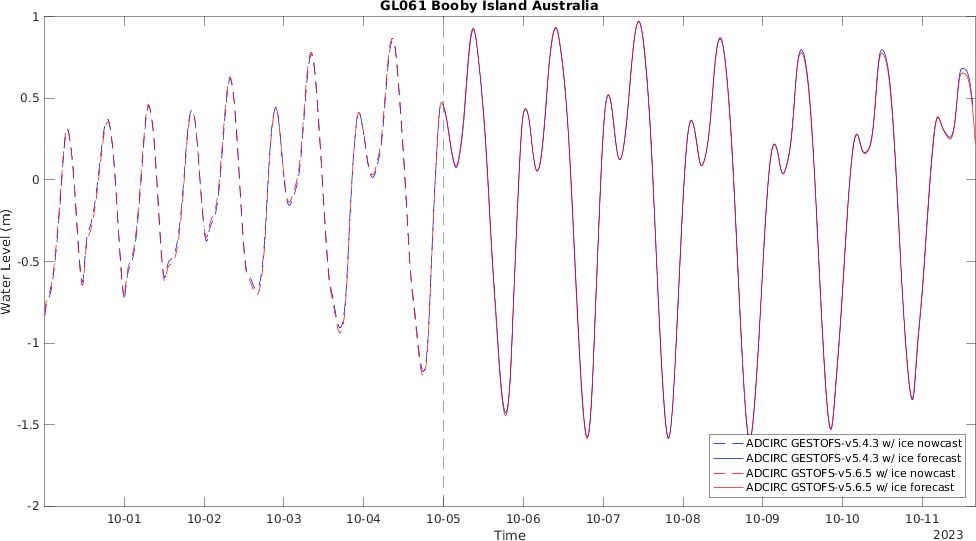 GL061 Booby Island Australia
Water Level (m)
1
0.5
0
-0.5
-1
-1.5
-2
ADCIRC GESTOFS-v5.4.3 w/ ice nowcast
ADCIRC GESTOFS-v5.4.3 w/ ice forecast
ADCIRC GSTOFS-v5.6.5 w/ ice nowcast
ADCIRC GSTOFS-v5.6.5 w/ ice forecast
10-01 10-02 10-03 10-04 10-05 10-06 10-07 10-08 10-09 10-10 10-11
Time
2023